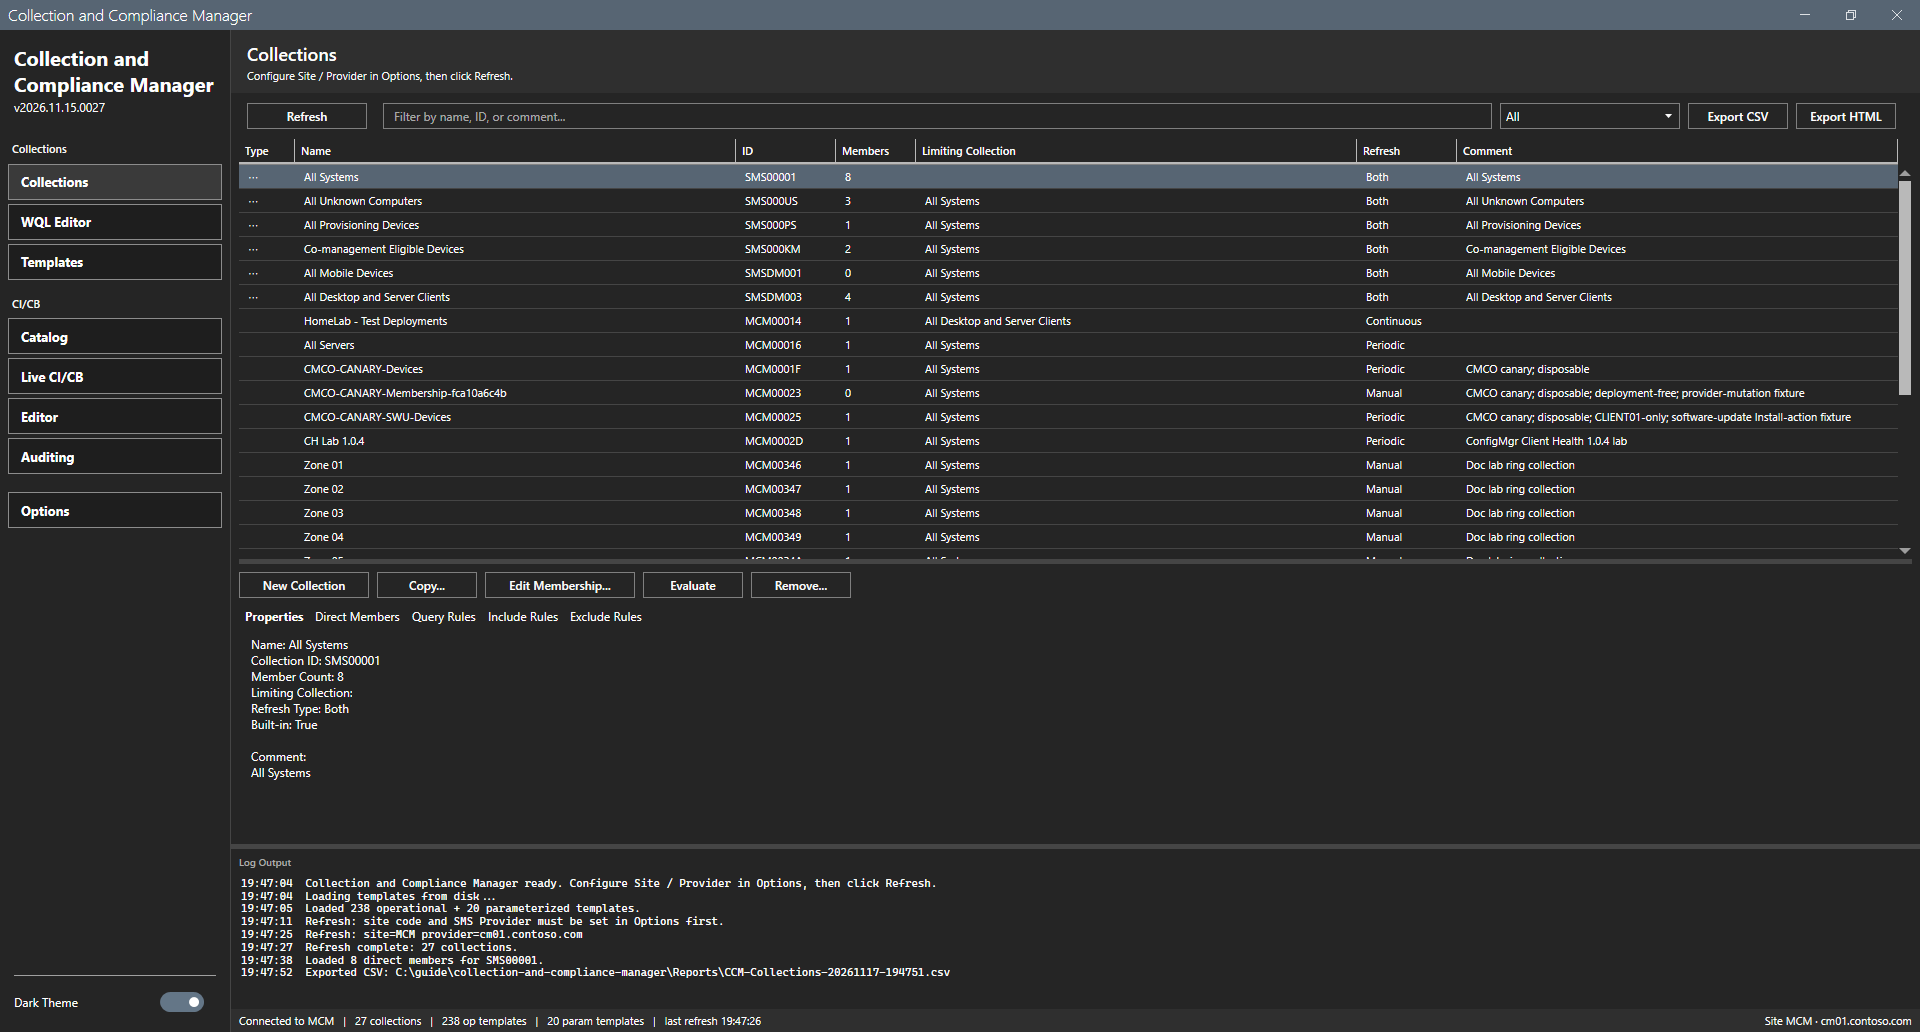 Collection and Compliance Manager
Collection and
Compliance Manager
v2026.11.15.0027
Collections
Collections
WQL Editor
Templates
CI/CB
Catalog
Live CI/CB
Editor
Auditing
Options
Dark Theme
Collections
Configure Site / Provider in Options, then click Refresh.
Refresh Filter by name, ID, or comment... All Export CSV Export HTML
Type Name ID Members Limiting Collection Refresh Comment
... All Systems SMS00001 8 Both All Systems
... All Unknown Computers SMS000US 3 All Systems Both All Unknown Computers
... All Provisioning Devices SMS000PS 1 All Systems Both All Provisioning Devices
... Co-management Eligible Devices SMS000KM 2 All Systems Both Co-management Eligible Devices
... All Mobile Devices SMSDM001 0 All Systems Both All Mobile Devices
... All Desktop and Server Clients SMSDM003 4 All Systems Both All Desktop and Server Clients
HomeLab - Test Deployments MCM00014 1 All Desktop and Server Clients Continuous
All Servers MCM00016 1 All Systems Periodic
CMCO-CANARY-Devices MCM0001F 1 All Systems Periodic CMCO canary; disposable
CMCO-CANARY-Membership-fca10a6c4b MCM00023 0 All Systems Manual CMCO canary; disposable; deployment-free; provider-mutation fixture
CMCO-CANARY-SWU-Devices MCM00025 1 All Systems Periodic CMCO canary; disposable; CLIENT01-only; software-update Install-action fixture
CH Lab 1.0.4 MCM0002D 1 All Systems Periodic ConfigMgr Client Health 1.0.4 lab
Zone 01 MCM00346 1 All Systems Manual Doc lab ring collection
Zone 02 MCM00347 1 All Systems Manual Doc lab ring collection
Zone 03 MCM00348 1 All Systems Manual Doc lab ring collection
Zone 04 MCM00349 1 All Systems Manual Doc lab ring collection
New Collection Copy... Edit Membership... Evaluate Remove...
Properties Direct Members Query Rules Include Rules Exclude Rules
Name: All Systems
Collection ID: SMS00001
Member Count: 8
Limiting Collection:
Refresh Type: Both
Built-in: True
Comment:
All Systems
Log Output
19:47:04 Collection and Compliance Manager ready. Configure Site / Provider in Options, then click Refresh.
19:47:04 Loading templates from disk...
19:47:05 Loaded 238 operational + 20 parameterized templates.
19:47:11 Refresh: site code and SMS Provider must be set in Options first.
19:47:25 Refresh: site=MCM provider=cm01.contoso.com
19:47:27 Refresh complete: 27 collections.
19:47:38 Loaded 8 direct members for SMS00001.
19:47:52 Exported CSV: C:\guide\collection-and-compliance-manager\Reports\CCM-Collections-20261117-194751.csv
Connected to MCM | 27 collections | 238 op templates | 20 param templates | last refresh 19:47:26
Site MCM · cm01.contoso.com